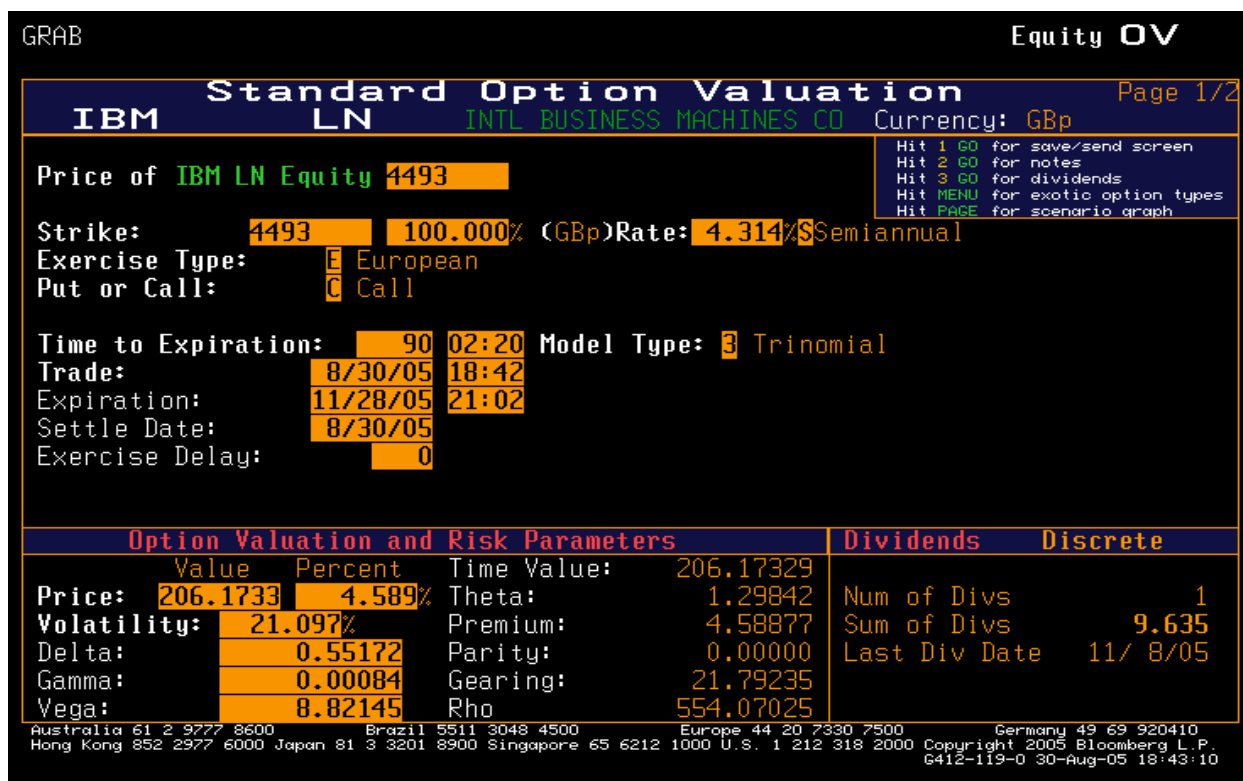 GRAB Equity OV
Standard Option Valuation Page 1/2
IBM LN INTL BUSINESS MACHINES CO Currency: GBp
Hit 1 GO for save/send screen
Hit 2 GO for notes
Hit 3 GO for dividends
Hit MENU for exotic option types
Hit PAGE for scenario graph
Price of IBM LN Equity 4493
Strike: 4493 100.000% (GBp)Rate: 4.314%SSemiannual
Exercise Type: E European
Put or Call: C Call
Time to Expiration: 90 02:20 Model Type: 3 Trinomial
Trade: 8/30/05 18:42
Expiration: 11/28/05 21:02
Settle Date: 8/30/05
Exercise Delay: 0
Option Valuation and Risk Parameters
Value Percent Time Value: 206.17329
Price: 206.1733 4.589% Theta: 1.29842
Volatility: 21.097% Premium: 4.58877
Delta: 0.55172 Parity: 0.00000
Gamma: 0.00084 Gearing: 21.79235
Vega: 8.82145 Rho 554.07025
Dividends Discrete
Num of Divs 1
Sum of Divs 9.635
Last Div Date 11/ 8/05
Australia 61 2 9777 8600 Brazil 5511 3048 4500 Europe 44 20 7330 7500 Germany 49 69 920410
Hong Kong 852 2977 6000 Japan 81 3 3201 8900 Singapore 65 6212 1000 U.S. 1 212 318 2000 Copyright 2005 Bloomberg L.P.
G412-119-0 30-Aug-05 18:43:10